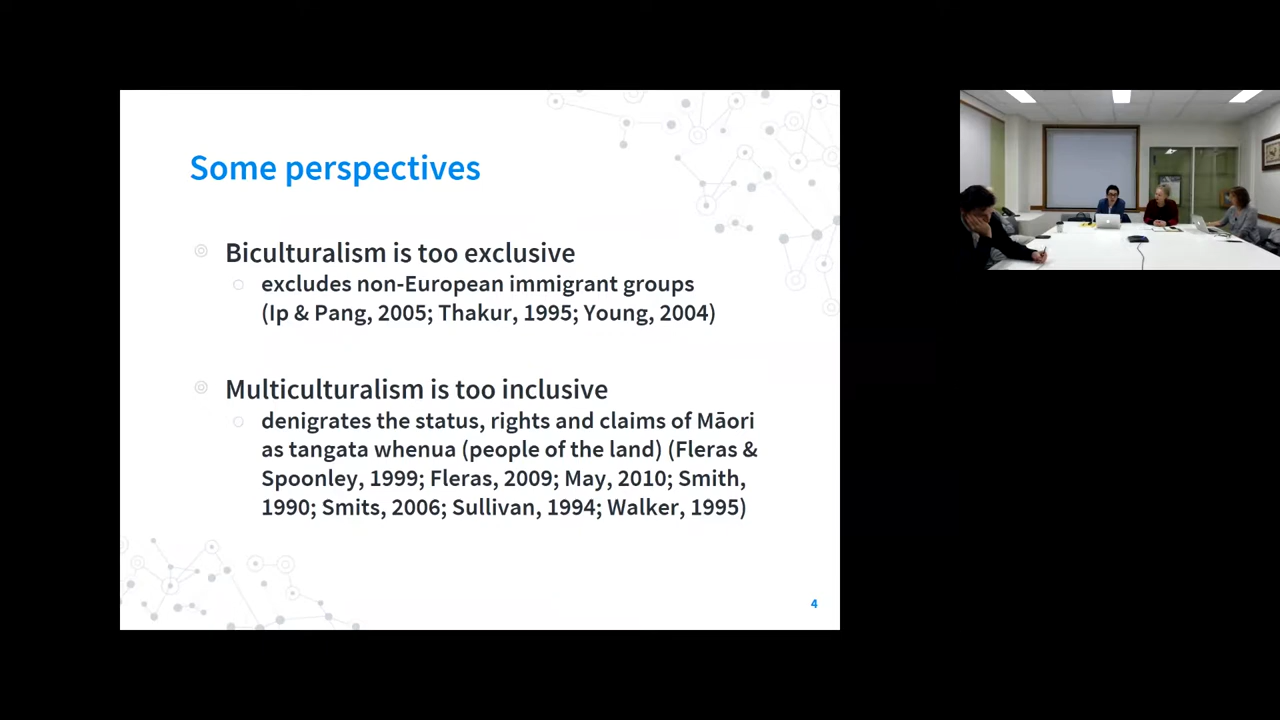 Some perspectives
Biculturalism is too exclusive
excludes non-European immigrant groups
(Ip & Pang, 2005; Thakur, 1995; Young, 2004)
Multiculturalism is too inclusive
denigrates the status, rights and claims of Māori
as tangata whenua (people of the land) (Fleras &
Spoonley, 1999; Fleras, 2009; May, 2010; Smith,
1990; Smits, 2006; Sullivan, 1994; Walker, 1995)
4